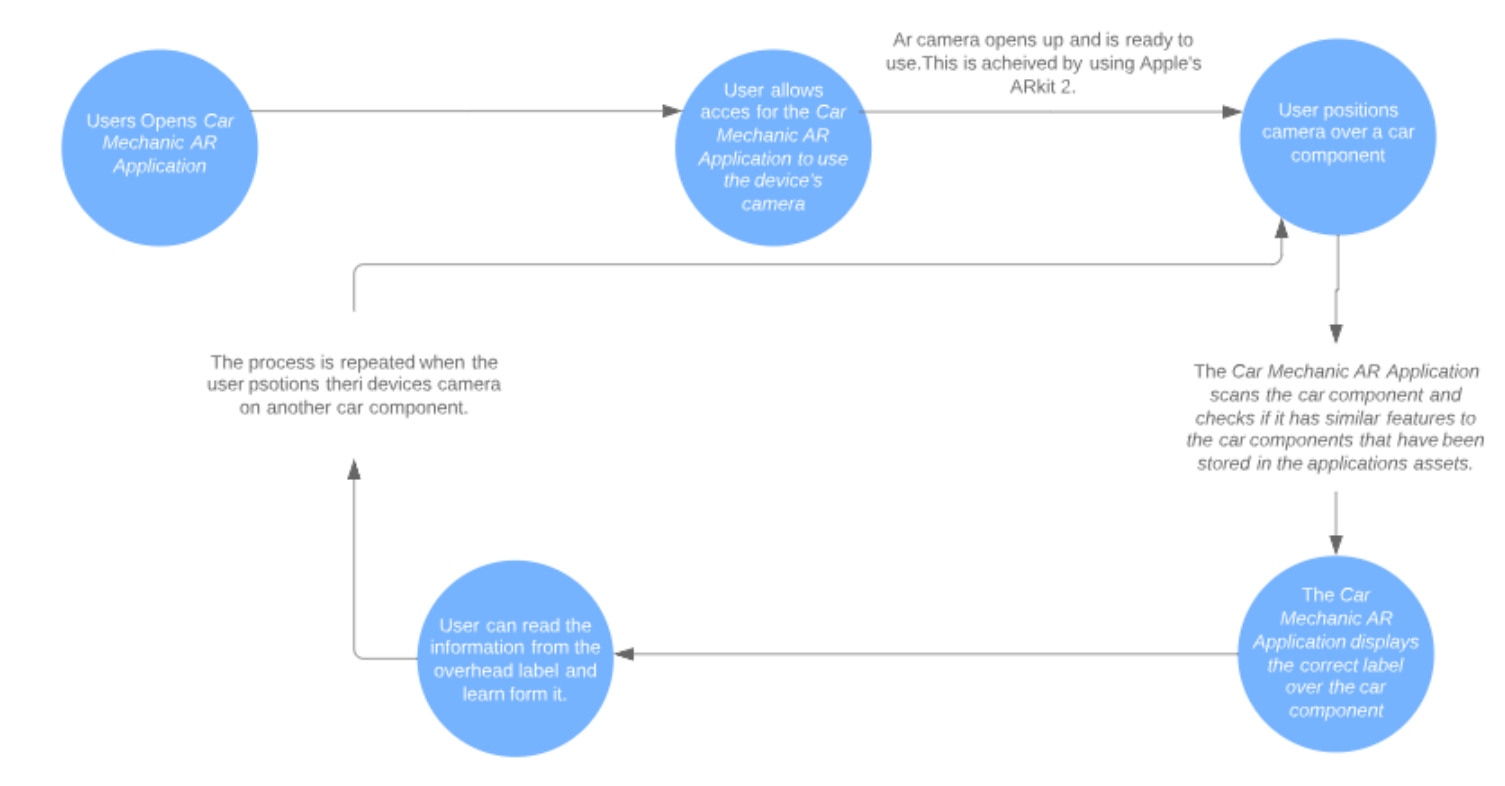 Users Opens Car
Mechanic AR
Application
User allows
acces for the Car
Mechanic AR
Application to use
the device's
camera
Ar camera opens up and is ready to
use.This is acheived by using Apple's
ARkit 2.
User positions
camera over a car
component
The Car Mechanic AR Application
scans the car component and
checks if it has similar features to
the car components that have been
stored in the applications assets.
The Car
Mechanic AR
Application displays
the correct label
over the car
component
User can read the
information from the
overhead label and
learn form it.
The process is repeated when the
user psotions theri devices camera
on another car component.